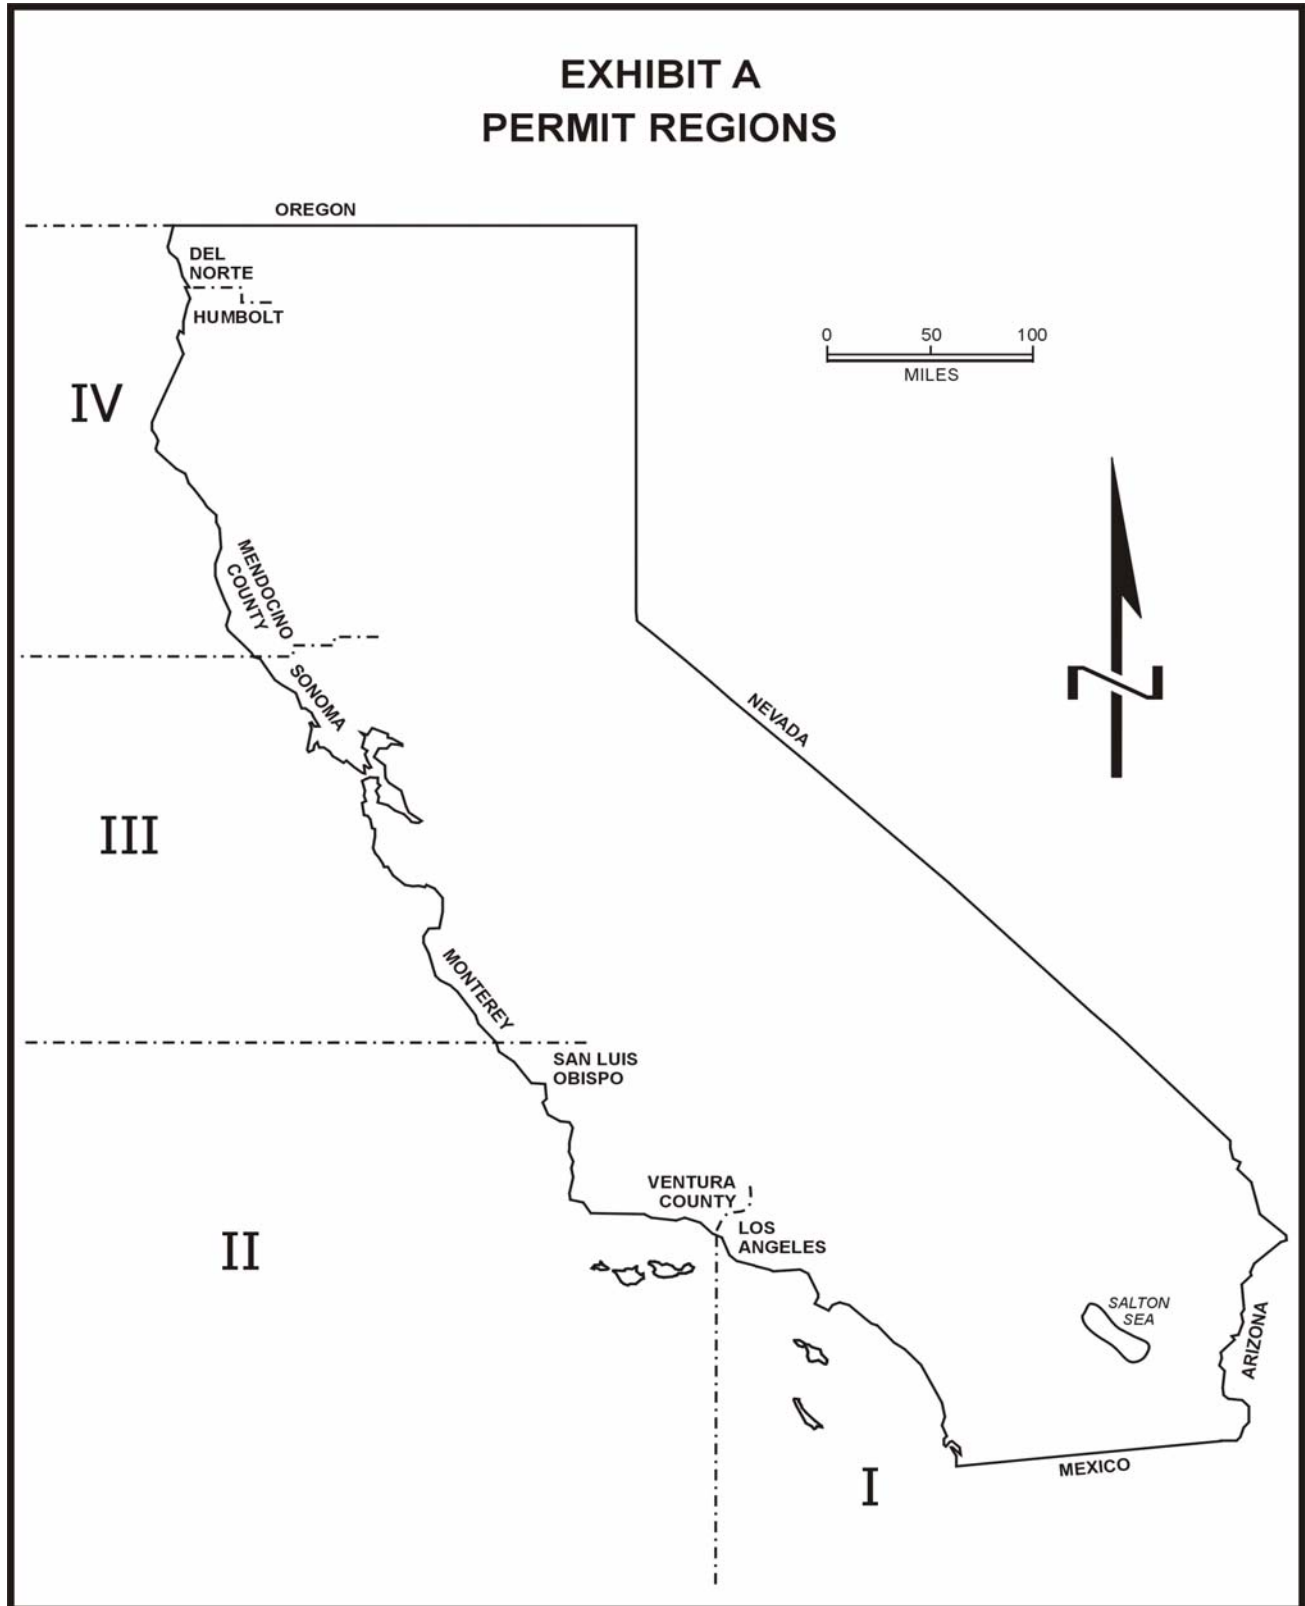 EXHIBIT A
PERMIT REGIONS
OREGON
DEL
NORTE
HUMBOLT
0 50 100
MILES
IV
MENDOCINO
COUNTY
SONOMA
NEVADA
N
III
MONTEREY
SAN LUIS
OBISPO
VENTURA
COUNTY
LOS
ANGELES
II
SALTON
SEA
ARIZONA
I
MEXICO